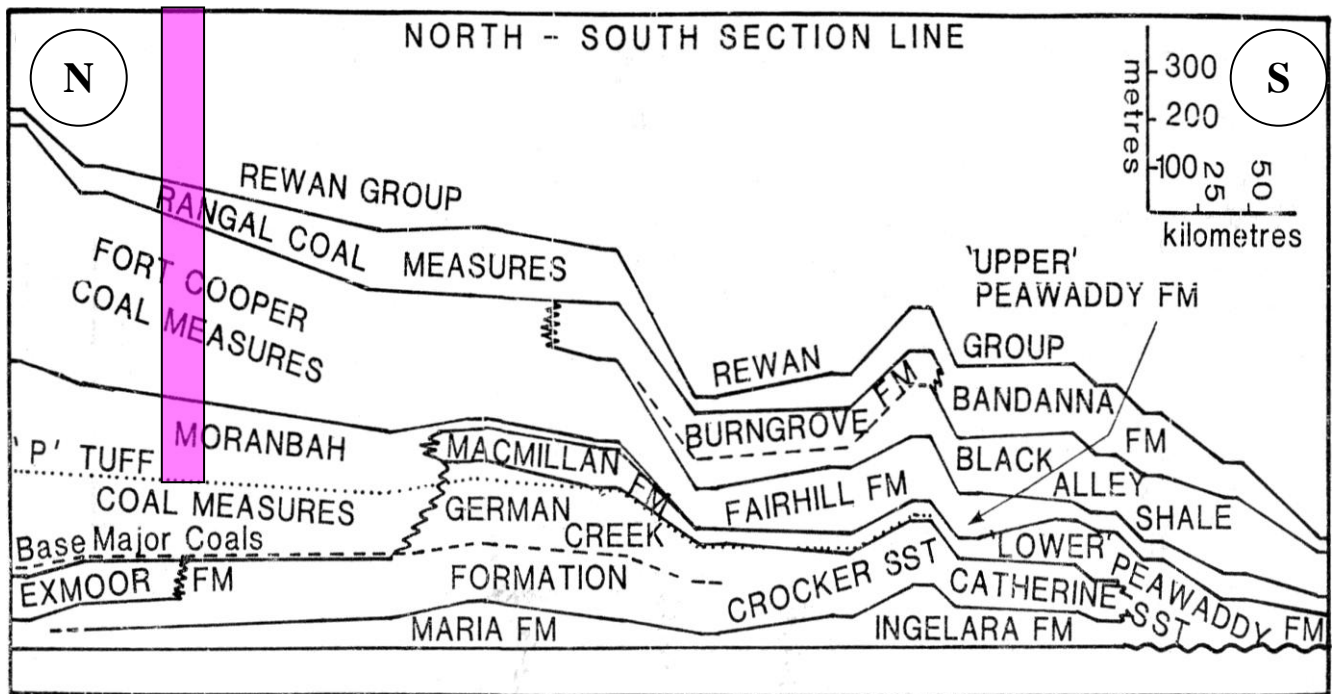 NORTH -- SOUTH SECTION LINE
N
S
metres
300
200
100
25
50
kilometres
REWAN GROUP
RANGAL COAL MEASURES
FORT COOPER
COAL MEASURES
'UPPER'
PEAWADDY FM
REWAN GROUP
BURNGROVE FM
BANDANNA
FM
MORANBAH
'P' TUFF
COAL MEASURES
MACMILLAN FM
GERMAN
CREEK
FORMATION
FAIRHILL FM
BLACK
ALLEY
SHALE
Base Major Coals
EXMOOR FM
CROCKER SST
'LOWER'
PEAWADDY FM
CATHERINE
SST
MARIA FM
INGELARA FM